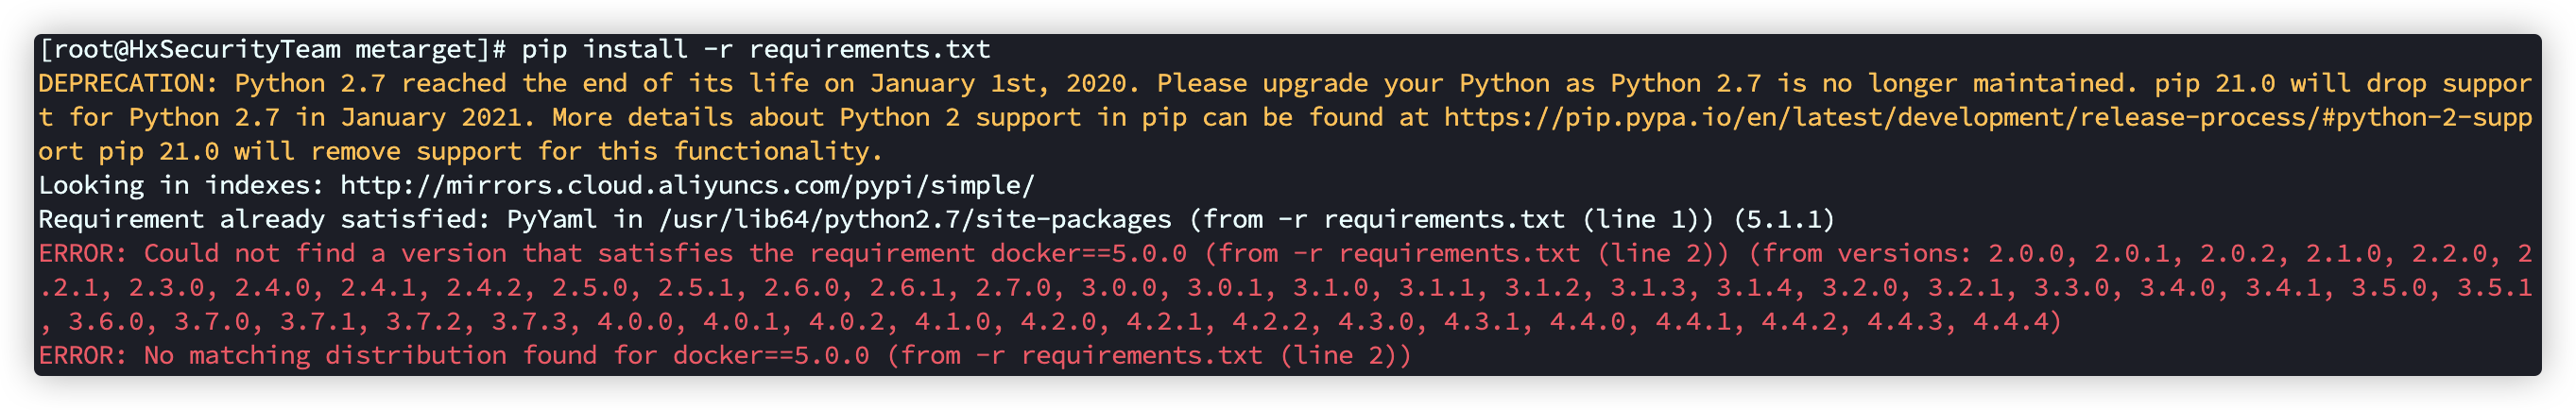 [root@HxSecurityTeam metarget]# pip install -r requirements.txt
DEPRECATION: Python 2.7 reached the end of its life on January 1st, 2020. Please upgrade your Python as Python 2.7 is no longer maintained. pip 21.0 will drop suppor
t for Python 2.7 in January 2021. More details about Python 2 support in pip can be found at https://pip.pypa.io/en/latest/development/release-process/#python-2-supp
ort pip 21.0 will remove support for this functionality.
Looking in indexes: http://mirrors.cloud.aliyuncs.com/pypi/simple/
Requirement already satisfied: PyYaml in /usr/lib64/python2.7/site-packages (from -r requirements.txt (line 1)) (5.1.1)
ERROR: Could not find a version that satisfies the requirement docker==5.0.0 (from -r requirements.txt (line 2)) (from versions: 2.0.0, 2.0.1, 2.0.2, 2.1.0, 2.2.0, 2
.2.1, 2.3.0, 2.4.0, 2.4.1, 2.4.2, 2.5.0, 2.5.1, 2.6.0, 2.6.1, 2.7.0, 3.0.0, 3.0.1, 3.1.0, 3.1.1, 3.1.2, 3.1.3, 3.1.4, 3.2.0, 3.2.1, 3.3.0, 3.4.0, 3.4.1, 3.5.0, 3.5.1
, 3.6.0, 3.7.0, 3.7.1, 3.7.2, 3.7.3, 4.0.0, 4.0.1, 4.0.2, 4.1.0, 4.2.0, 4.2.1, 4.2.2, 4.3.0, 4.3.1, 4.4.0, 4.4.1, 4.4.2, 4.4.3, 4.4.4)
ERROR: No matching distribution found for docker==5.0.0 (from -r requirements.txt (line 2))